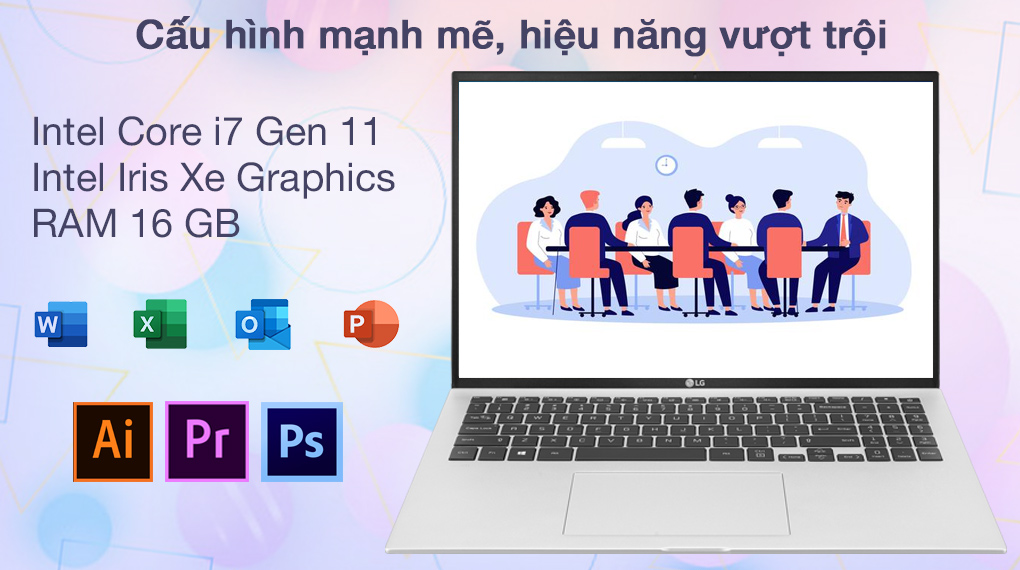 Cấu hình mạnh mẽ, hiệu năng vượt trội
Intel Core i7 Gen 11
Intel Iris Xe Graphics
RAM 16 GB
W
X
O
P
Ai
Pr
Ps
LG